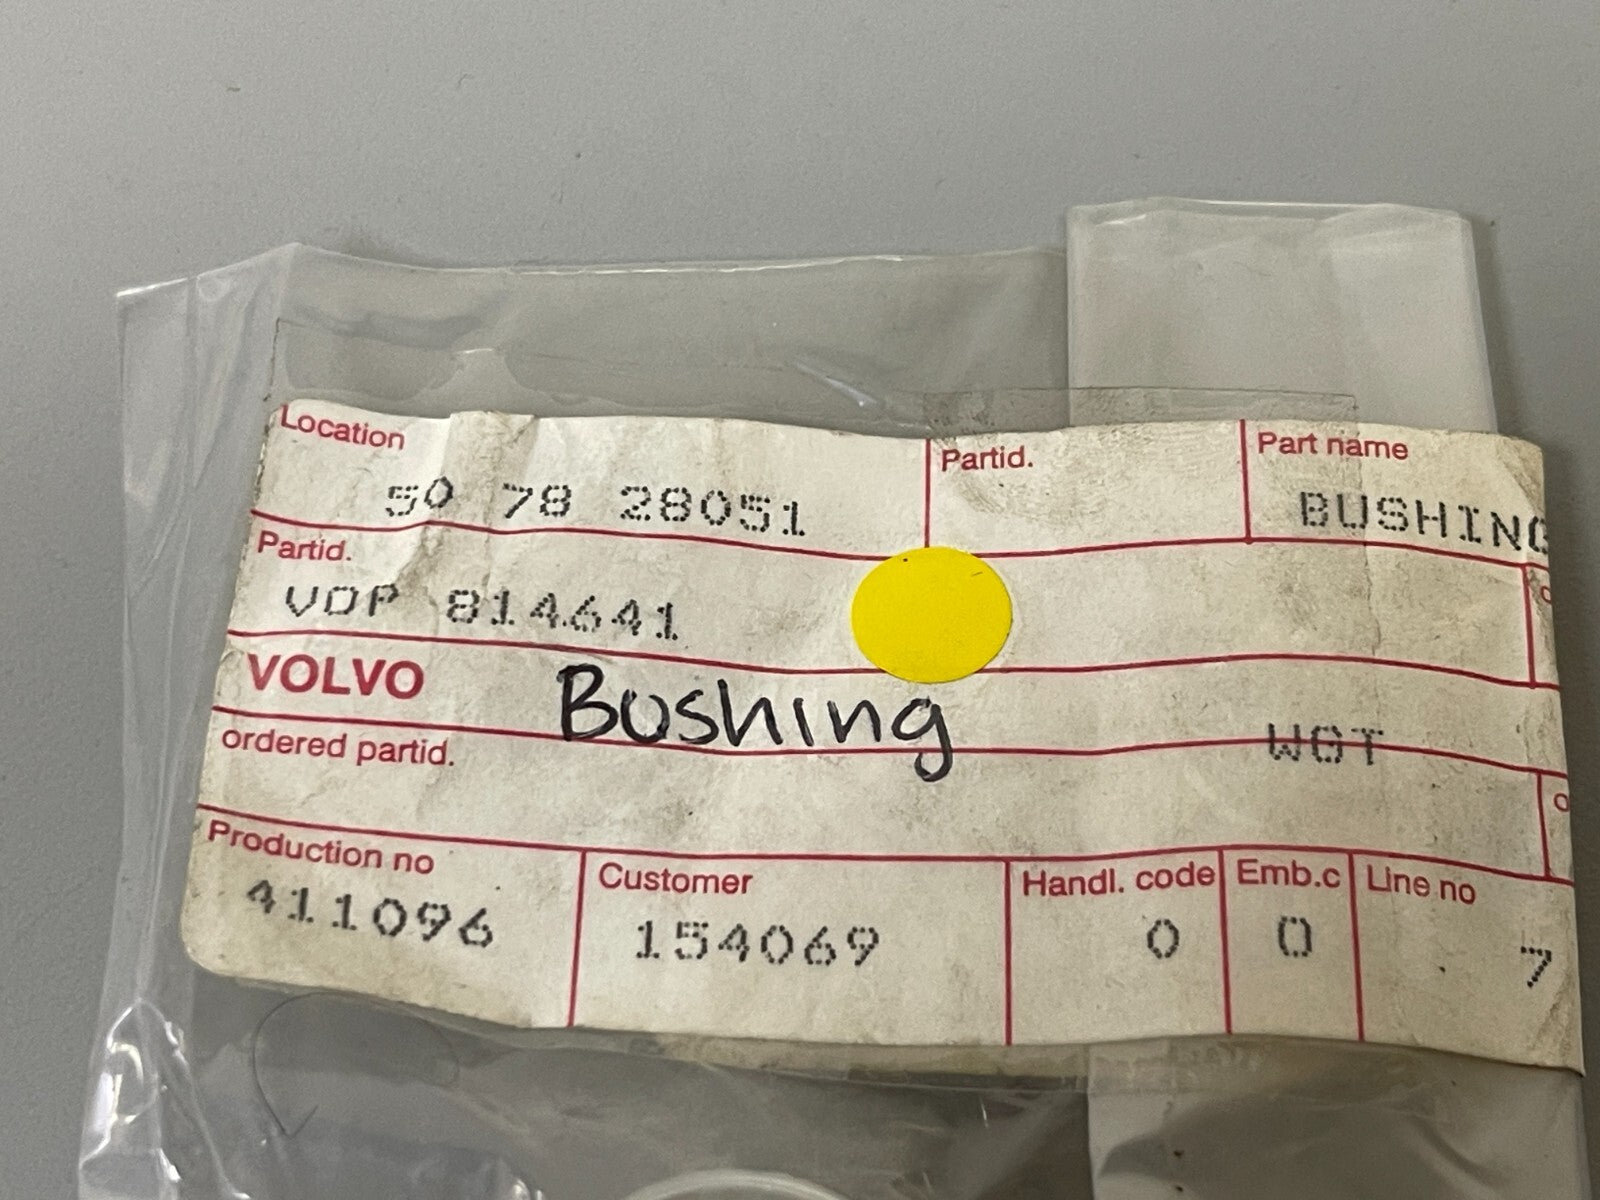 Location Partid. Part name
50 78 28051 BUSHING
Partid.
VOP 814641
VOLVO Bushing
WGT
ordered partid.
Production no Customer Handl. code Emb.c Line no
411096 154069 0 0 7